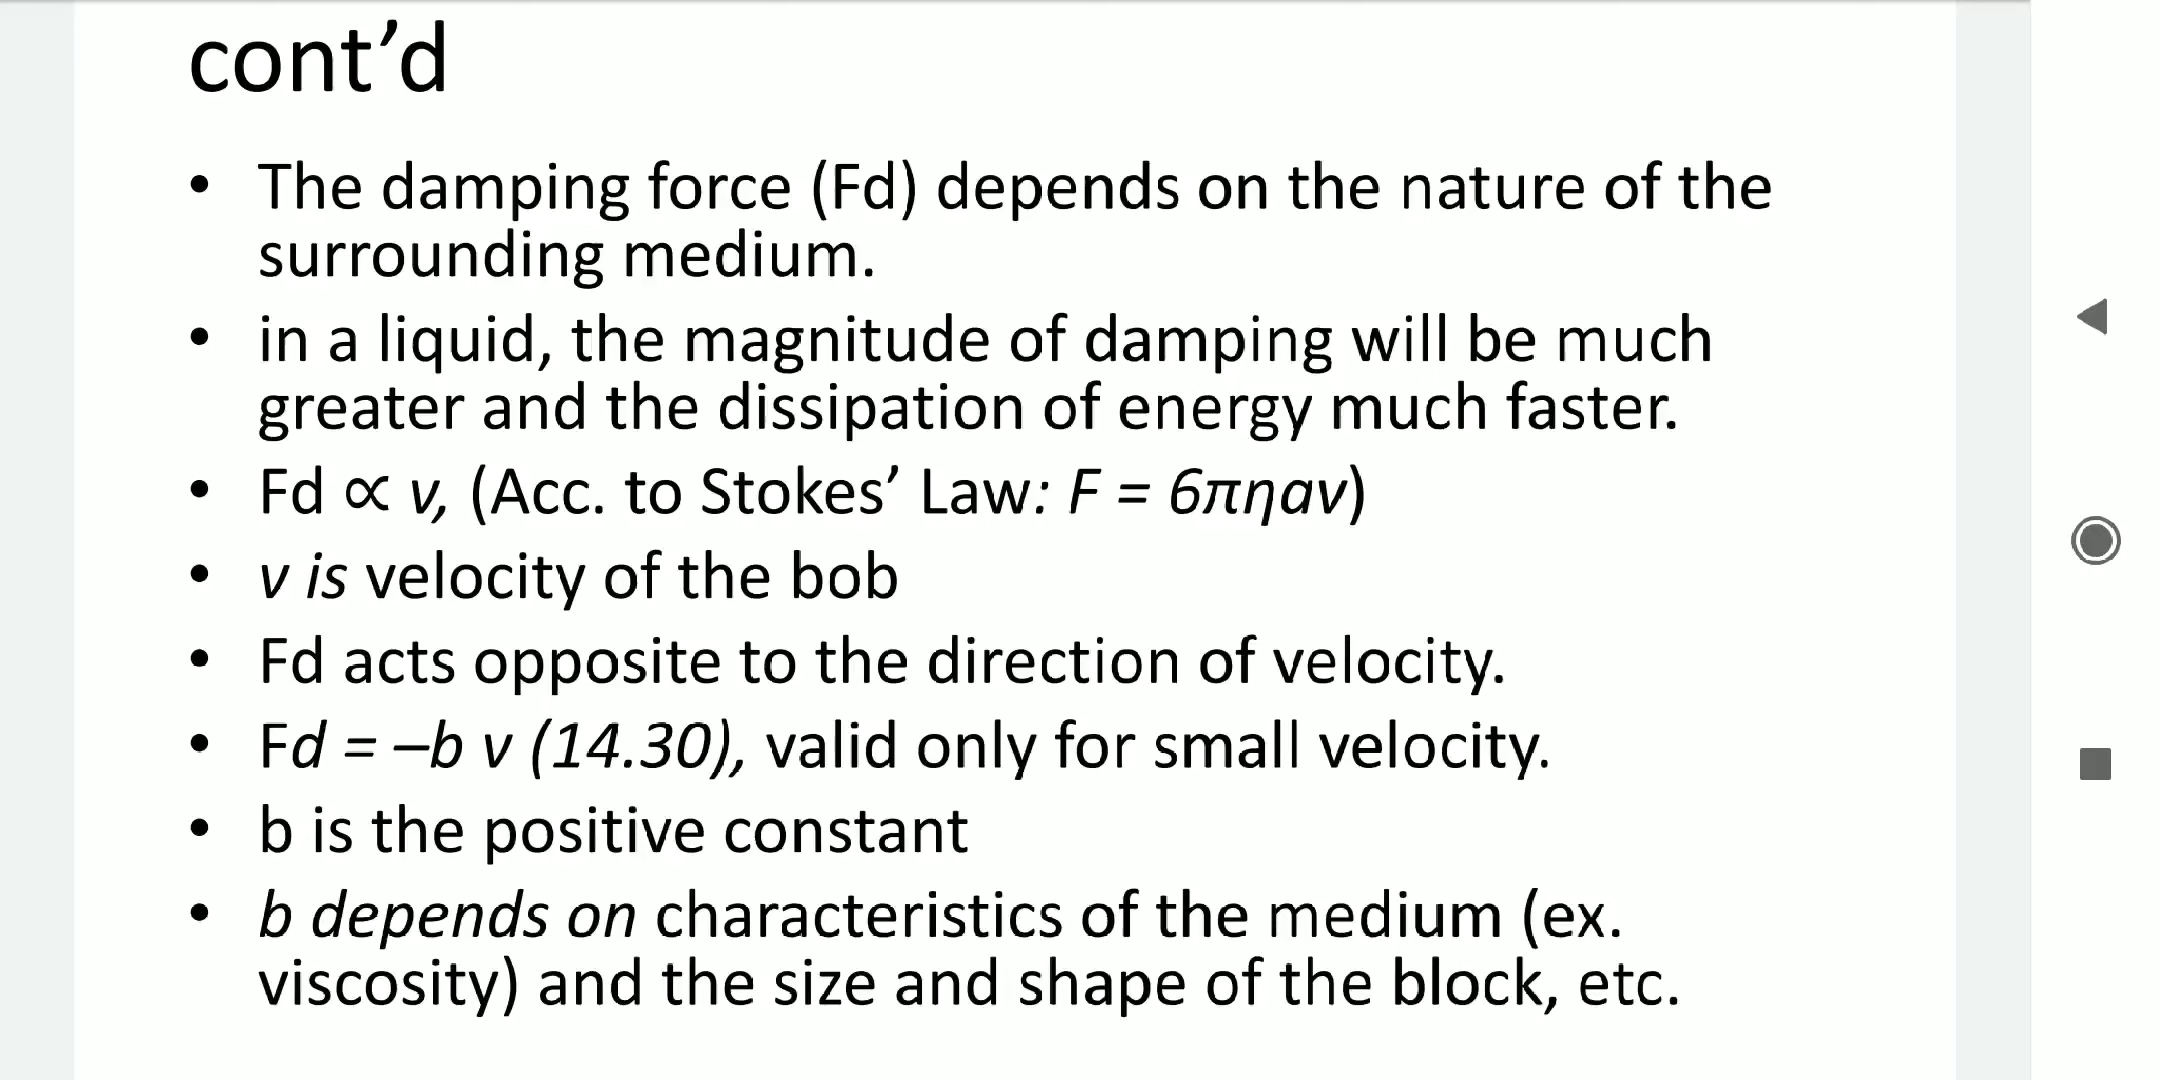 cont’d
• The damping force (Fd) depends on the nature of the
surrounding medium.
• in a liquid, the magnitude of damping will be much
greater and the dissipation of energy much faster.
• Fd ∝ v, (Acc. to Stokes’ Law: F = 6πηav)
• v is velocity of the bob
• Fd acts opposite to the direction of velocity.
• Fd = –b v (14.30), valid only for small velocity.
• b is the positive constant
• b depends on characteristics of the medium (ex.
viscosity) and the size and shape of the block, etc.